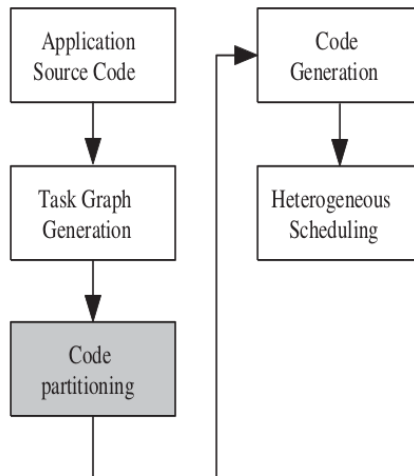 Application
Source Code
Task Graph
Generation
Code
partitioning
Code
Generation
Heterogeneous
Scheduling